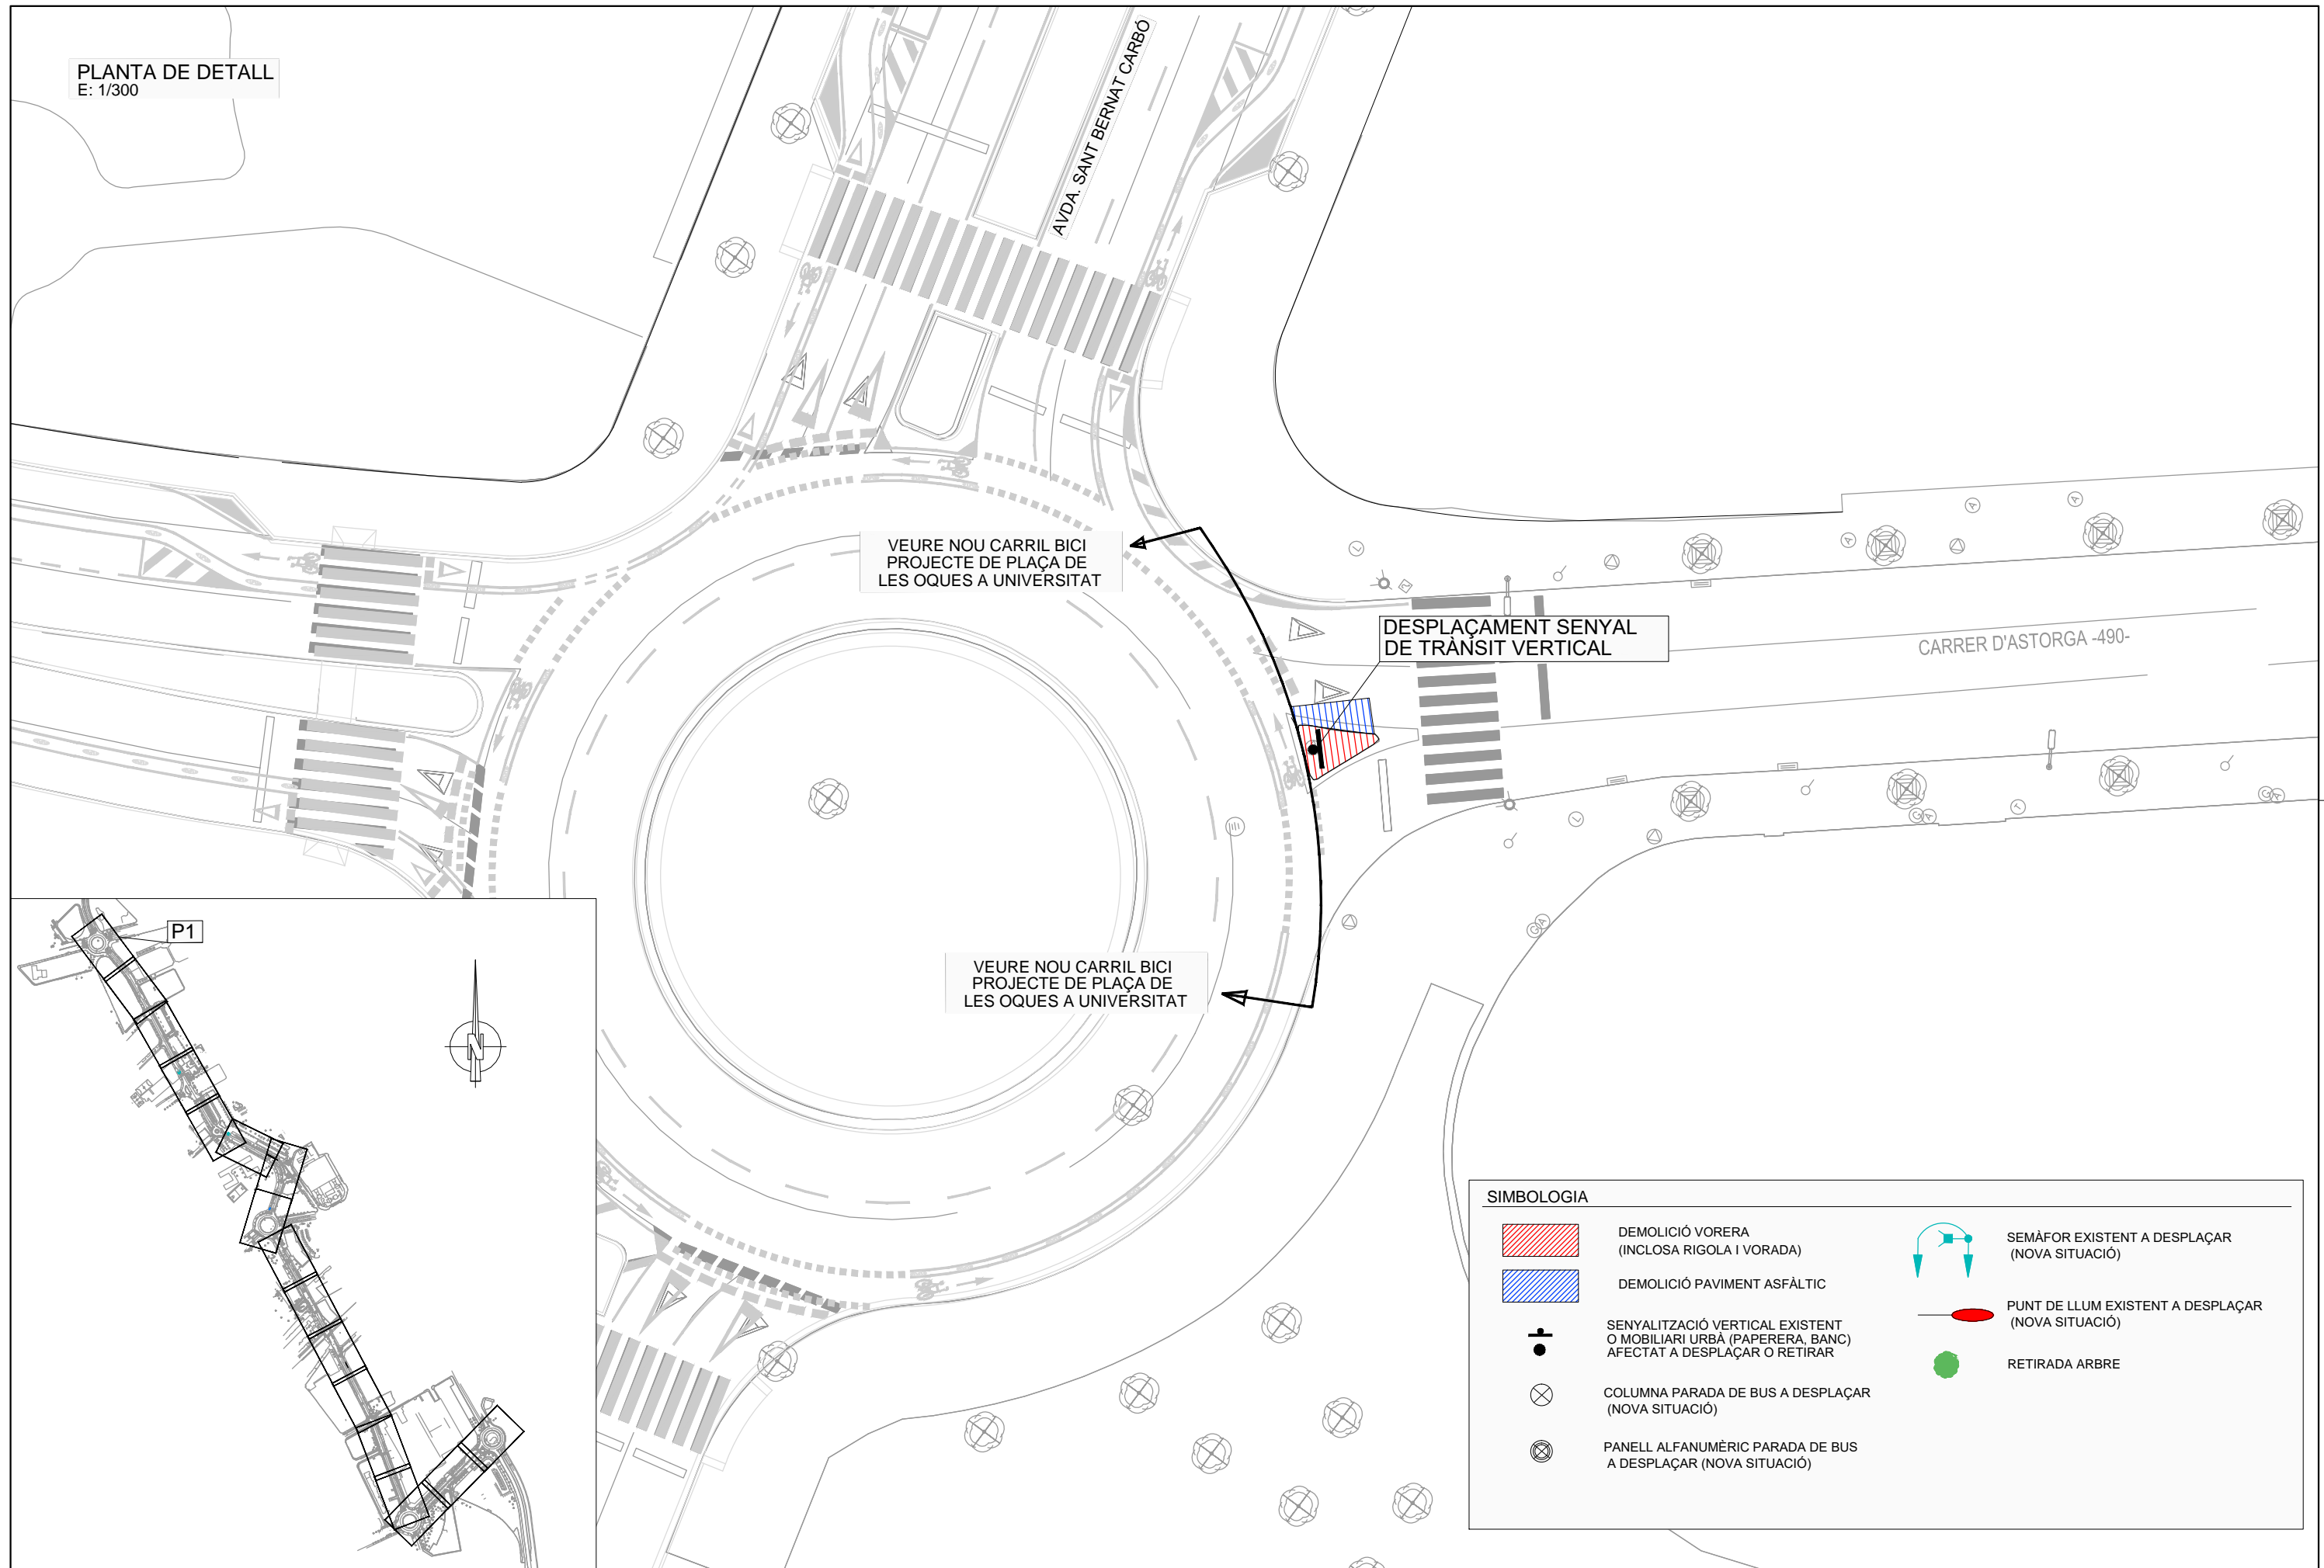 PLANTA DE DETALL
E: 1/300
AVDA. SANT BERNAT CARBÓ
VEURE NOU CARRIL BICI
PROJECTE DE PLAÇA DE
LES OQUES A UNIVERSITAT
DESPLAÇAMENT SENYAL
DE TRÀNSIT VERTICAL
CARRER D'ASTORGA -490-
VEURE NOU CARRIL BICI
PROJECTE DE PLAÇA DE
LES OQUES A UNIVERSITAT
P1
N
SIMBOLOGIA
DEMOLICIÓ VORERA
(INCLOSA RIGOLA I VORADA)
DEMOLICIÓ PAVIMENT ASFÀLTIC
SENYALITZACIÓ VERTICAL EXISTENT
O MOBILIARI URBÀ (PAPERERA, BANC)
AFECTAT A DESPLAÇAR O RETIRAR
COLUMNA PARADA DE BUS A DESPLAÇAR
(NOVA SITUACIÓ)
PANELL ALFANUMÈRIC PARADA DE BUS
A DESPLAÇAR (NOVA SITUACIÓ)
SEMÀFOR EXISTENT A DESPLAÇAR
(NOVA SITUACIÓ)
PUNT DE LLUM EXISTENT A DESPLAÇAR
(NOVA SITUACIÓ)
RETIRADA ARBRE